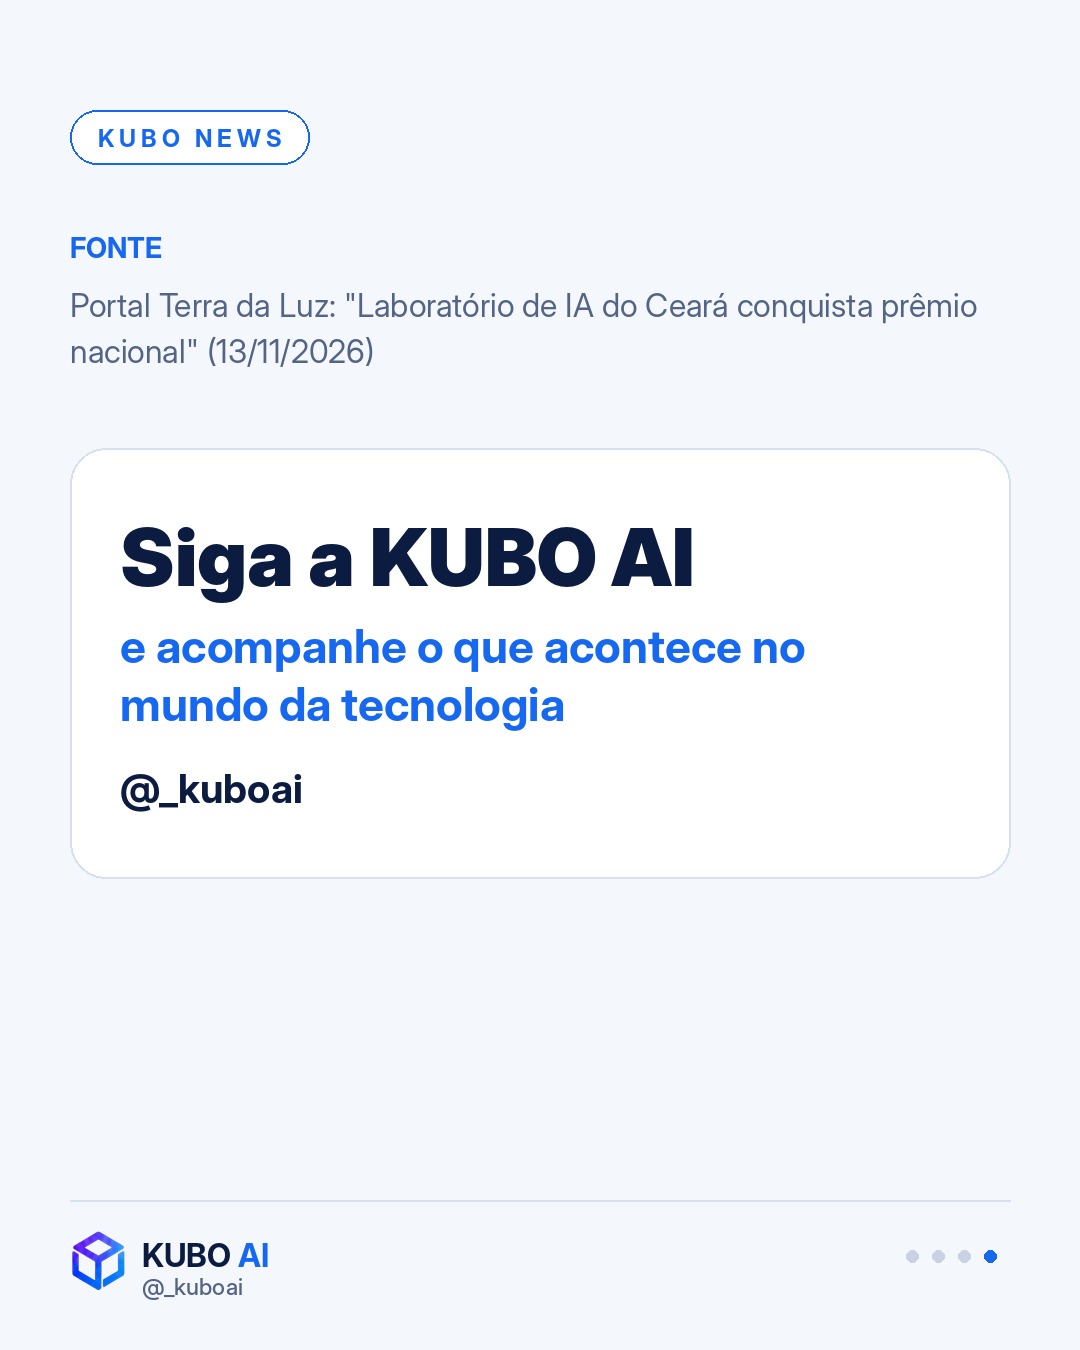 KUBO NEWS
FONTE
Portal Terra da Luz: "Laboratório de IA do Ceará conquista prêmio
nacional" (13/11/2026)
Siga a KUBO AI
e acompanhe o que acontece no
mundo da tecnologia
@_kuboai
KUBO AI
@_kuboai